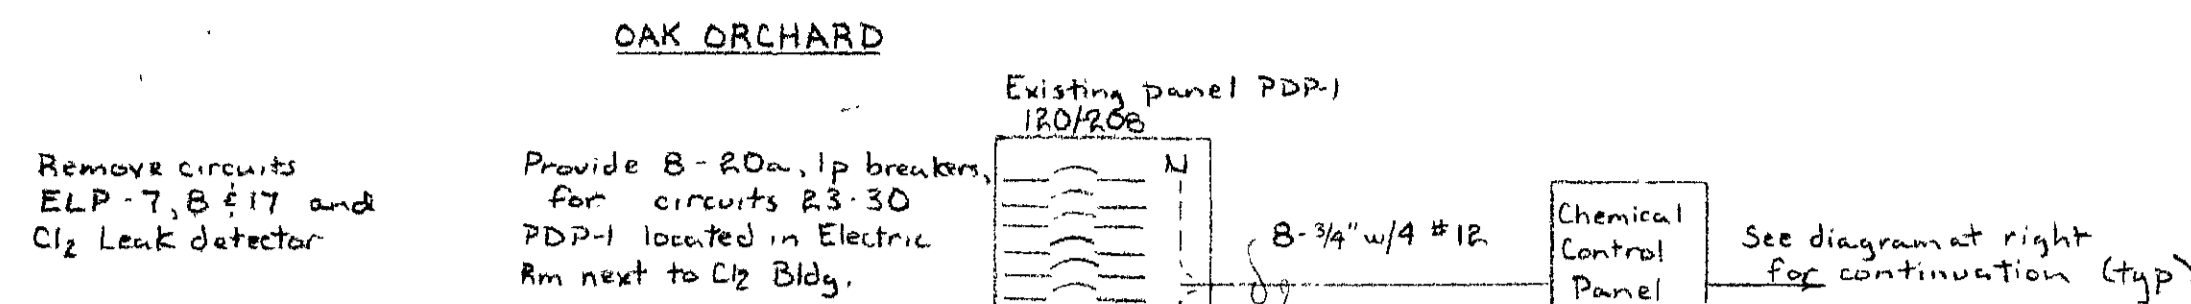 OAK ORCHARD
Existing panel PDP-1
120/208
Remove circuits
ELP-7, 8 & 17 and
Cl2 Leak detector
Provide 8-20a, 1p breakers,
for circuits 23-30
PDP-1 located in Electric
Rm next to Cl2 Bldg.
N
8-3/4" w/4 #12
Chemical
Control
Panel
See diagram at right
for continuation (typ)